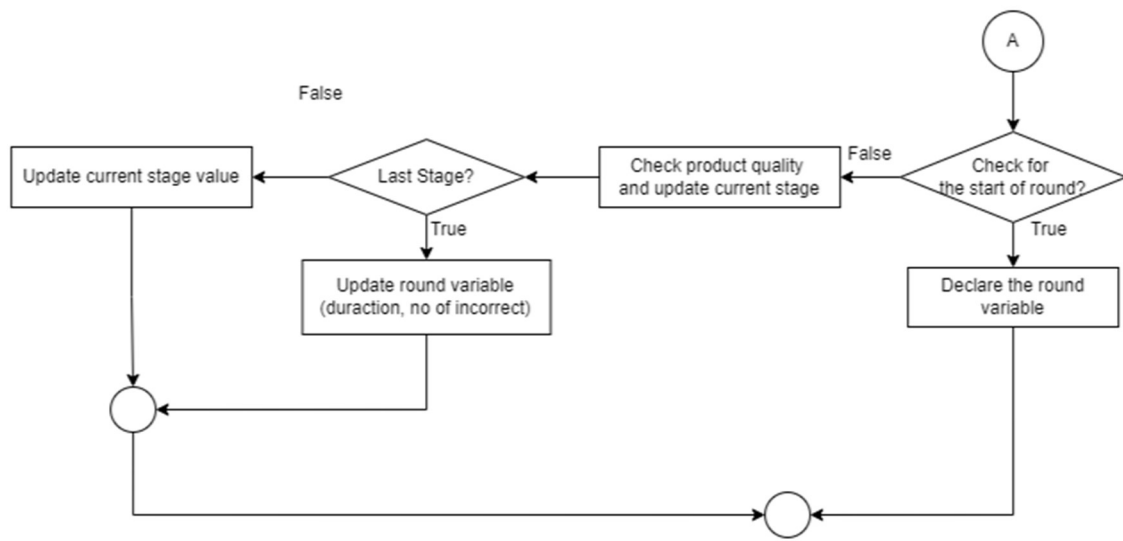 A
False
Check for
the start of round?
False
Check product quality
and update current stage
Last Stage?
Update current stage value
True
True
Update round variable
(duraction, no of incorrect)
Declare the round
variable